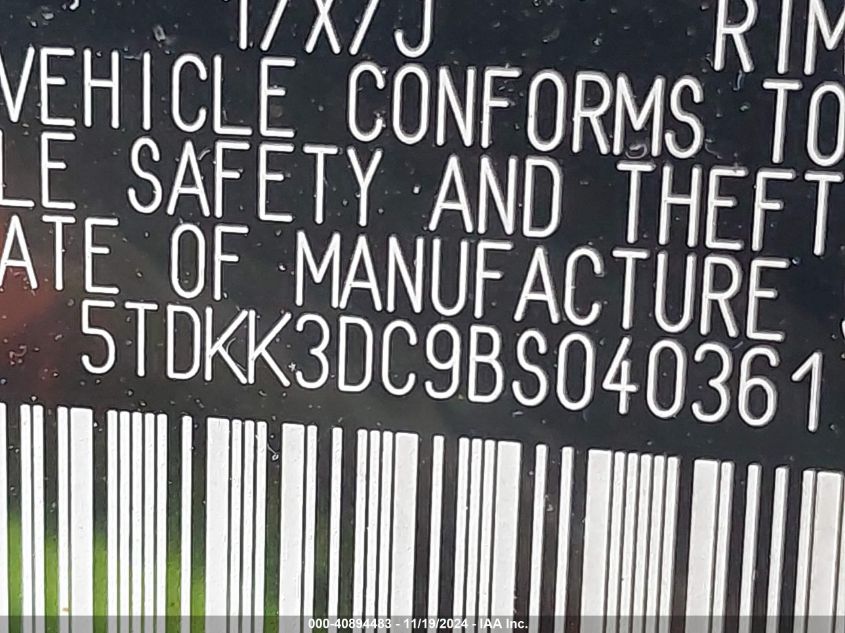 T/X/J RIM
VEHICLE CONFORMS TO
LE SAFETY AND THEFT
ATE OF MANUFACTURE
5TDKK3DC9BS040361
000-40894483 - 11/19/2024 - IAA Inc.